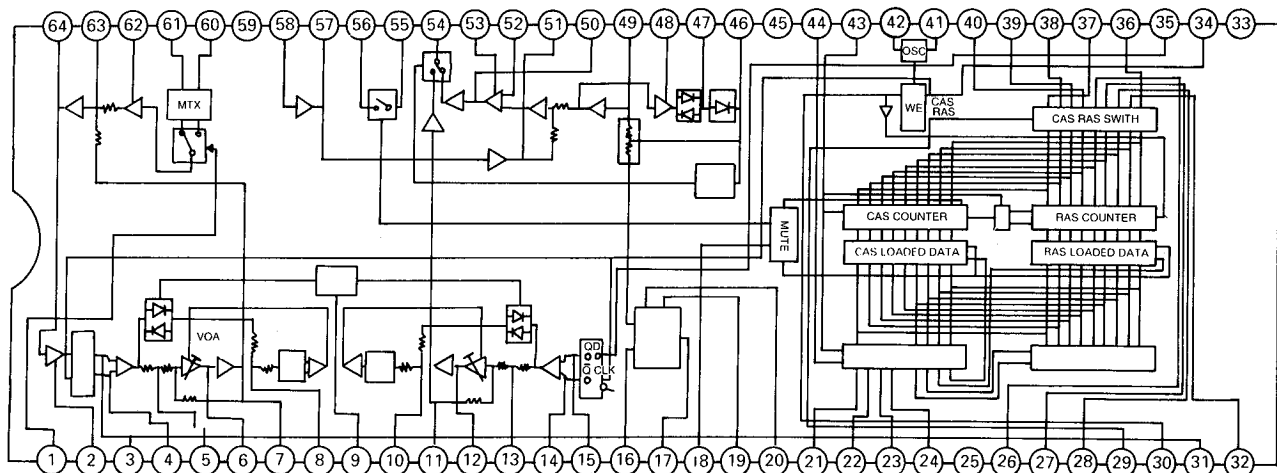 64 63 62 61 60 59 58 57 56 55 54 53 52 51 50 49 48 47 46 45 44 43 42 41 40 39 38 37 36 35 34 33
OSC
MTX
WE
CAS
RAS
CAS RAS SWITH
MUTE
CAS COUNTER
RAS COUNTER
CAS LOADED DATA
RAS LOADED DATA
VOA
QD
Q CLK
1 2 3 4 5 6 7 8 9 10 11 12 13 14 15 16 17 18 19 20 21 22 23 24 25 26 27 28 29 30 31 32